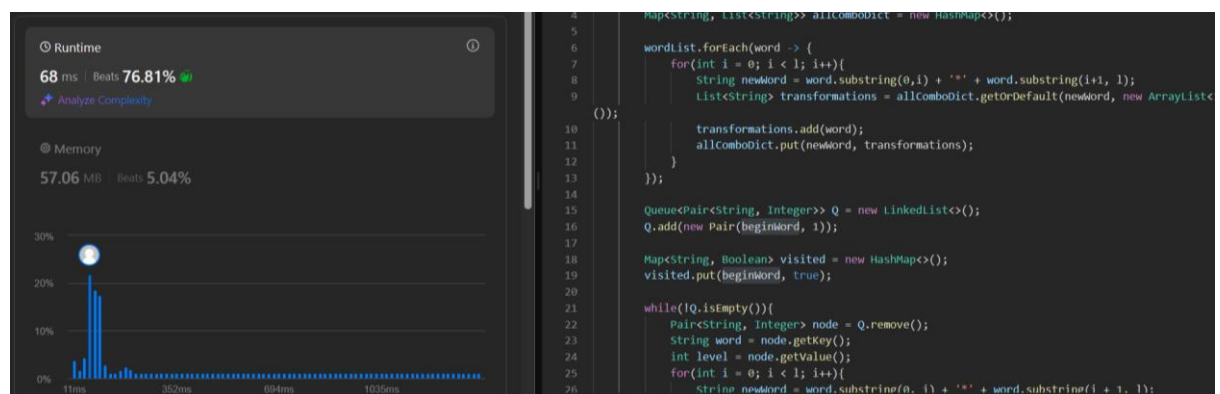 Runtime
68 ms | Beats 76.81%
Analyze Complexity
Memory
57.06 MB | Beats 5.04%
30%
20%
10%
0%
11ms 352ms 694ms 1035ms
4 Map<String, List<String>> allComboDict = new HashMap<>();
5
6 wordList.forEach(word -> {
7 for(int i = 0; i < l; i++){
8 String newWord = word.substring(0,i) + '*' + word.substring(i+1, l);
9 List<String> transformations = allComboDict.getOrDefault(newWord, new ArrayList<
());
10 transformations.add(word);
11 allComboDict.put(newWord, transformations);
12 }
13 });
14
15 Queue<Pair<String, Integer>> Q = new LinkedList<>();
16 Q.add(new Pair(beginWord, 1));
17
18 Map<String, Boolean> visited = new HashMap<>();
19 visited.put(beginWord, true);
20
21 while(!Q.isEmpty()){
22 Pair<String, Integer> node = Q.remove();
23 String word = node.getKey();
24 int level = node.getValue();
25 for(int i = 0; i < l; i++){
26 String newWord = word.substring(0, i) + '*' + word.substring(i + 1, l);